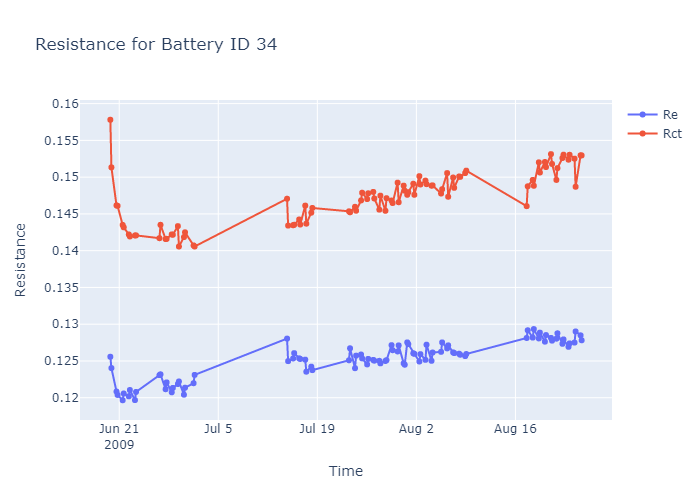 Resistance for Battery ID 34
Re
Rct
0.16
0.155
0.15
0.145
0.14
0.135
0.13
0.125
0.12
Resistance
Jun 21
2009
Jul 5
Jul 19
Aug 2
Aug 16
Time